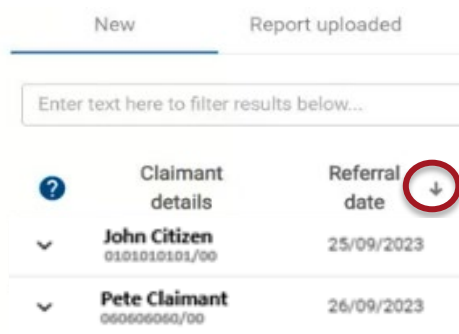 New Report uploaded
Enter text here to filter results below...
Claimant Referral
? details date
John Citizen 25/09/2023
0101010101/00
Pete Claimant 26/09/2023
060606060/00